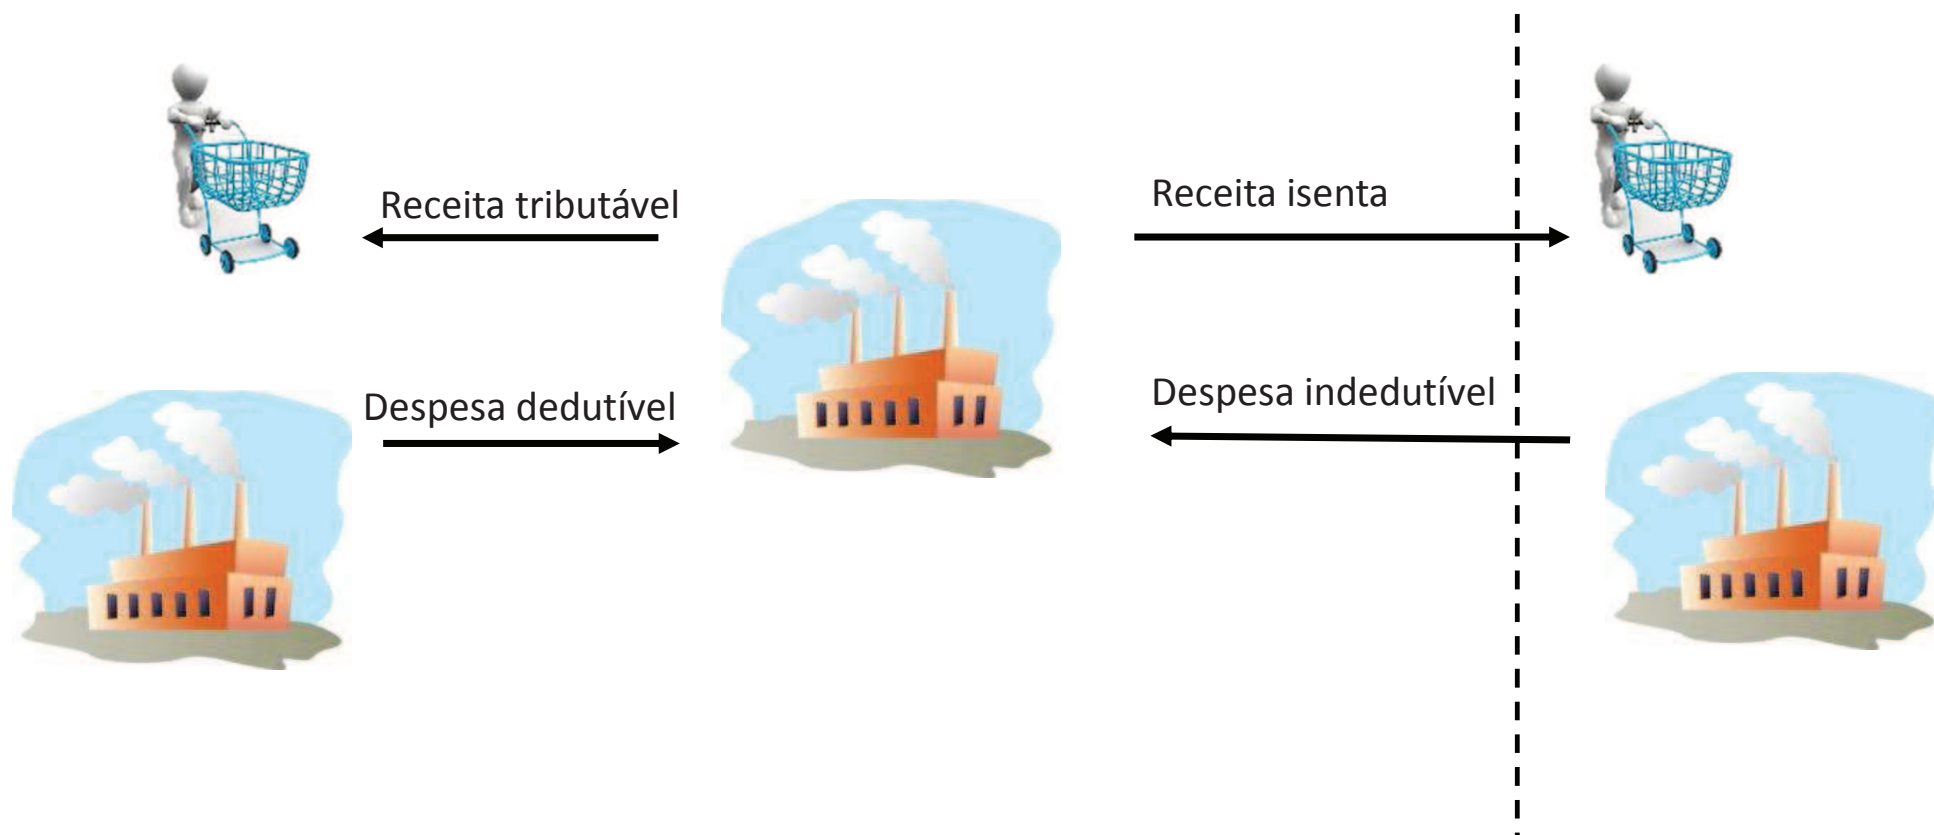 Receita tributável
Receita isenta
Despesa dedutível
Despesa indedutível